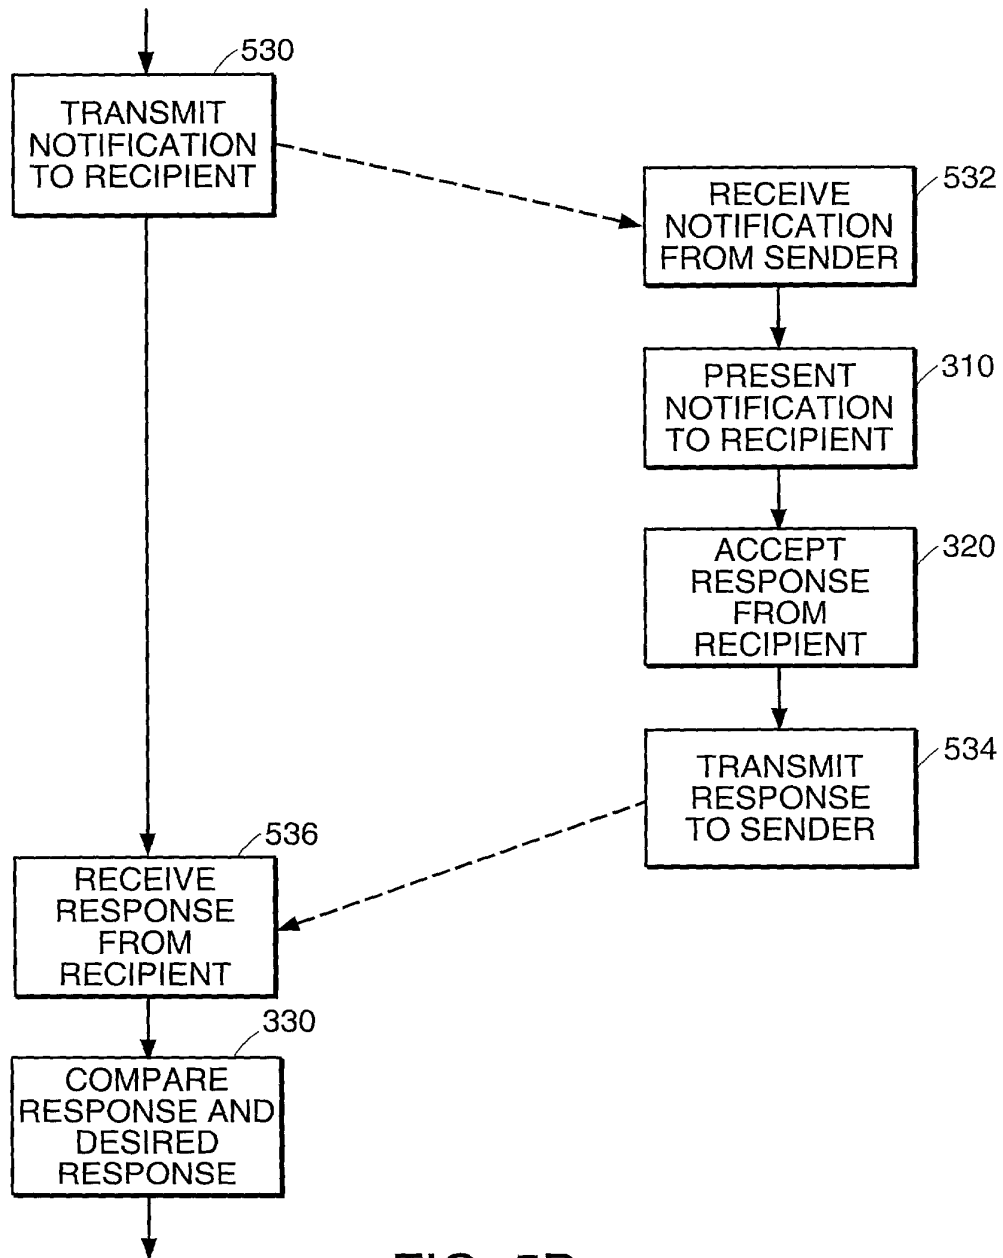 530
TRANSMIT
NOTIFICATION
TO RECIPIENT
532
RECEIVE
NOTIFICATION
FROM SENDER
310
PRESENT
NOTIFICATION
TO RECIPIENT
320
ACCEPT
RESPONSE
FROM
RECIPIENT
534
TRANSMIT
RESPONSE
TO SENDER
536
RECEIVE
RESPONSE
FROM
RECIPIENT
330
COMPARE
RESPONSE AND
DESIRED
RESPONSE